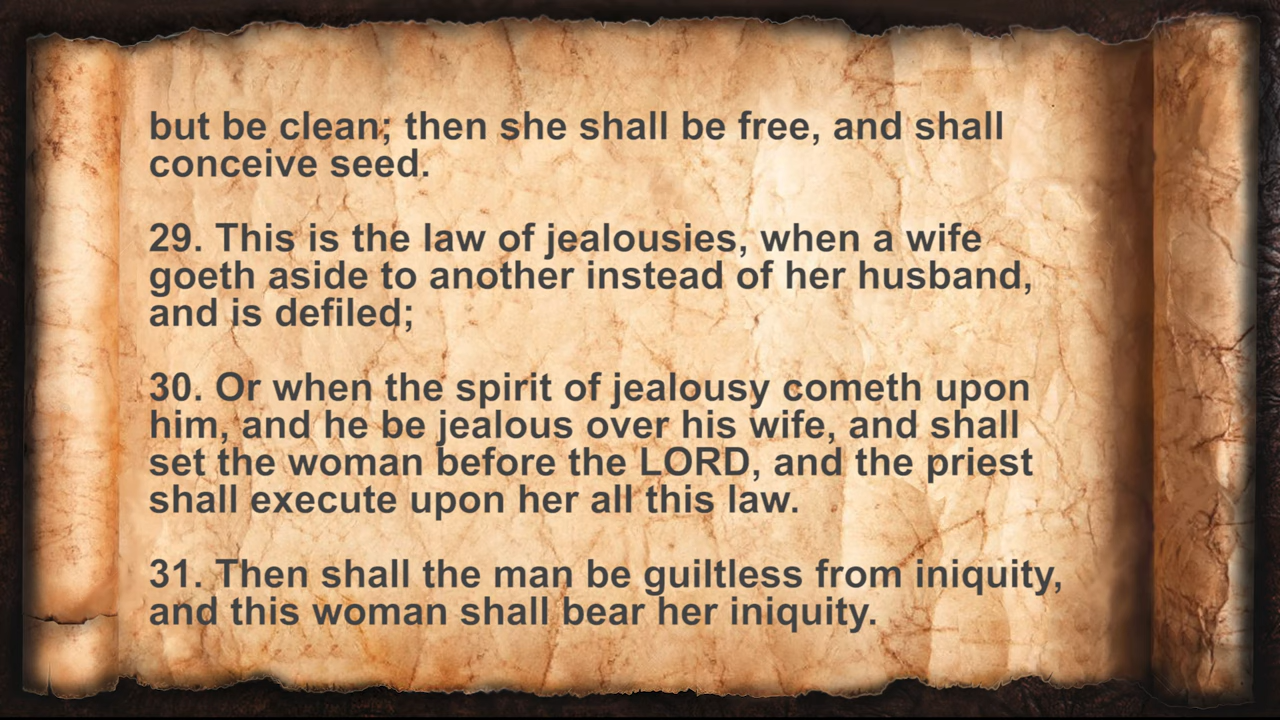 but be clean; then she shall be free, and shall
conceive seed.
29. This is the law of jealousies, when a wife
goeth aside to another instead of her husband,
and is defiled;
30. Or when the spirit of jealousy cometh upon
him, and he be jealous over his wife, and shall
set the woman before the LORD, and the priest
shall execute upon her all this law.
31. Then shall the man be guiltless from iniquity,
and this woman shall bear her iniquity.